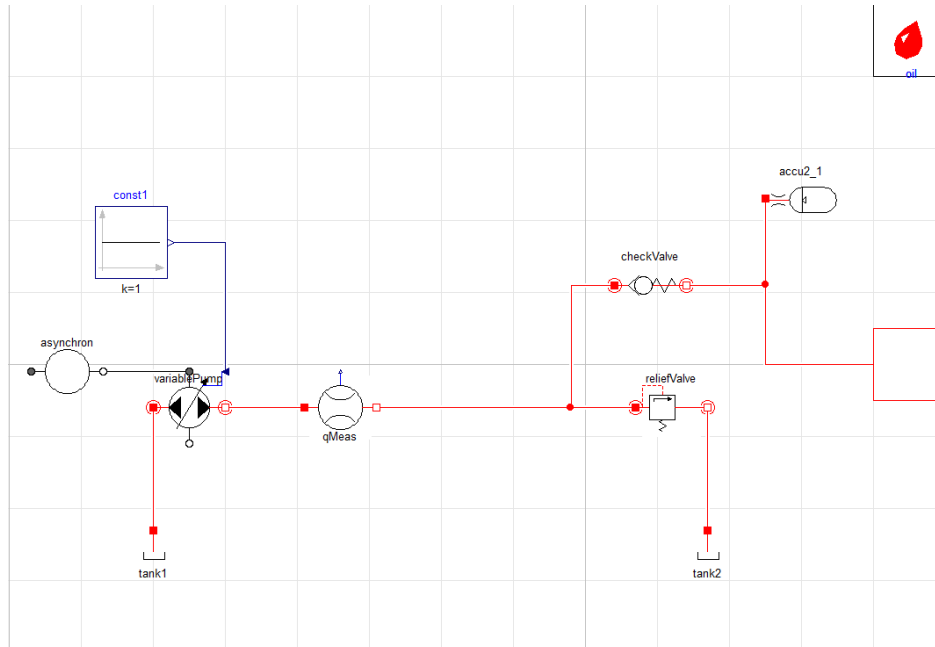 oil
accu2_1
const1
checkValve
k=1
asynchron
variablePump
reliefValve
qMeas
tank1
tank2